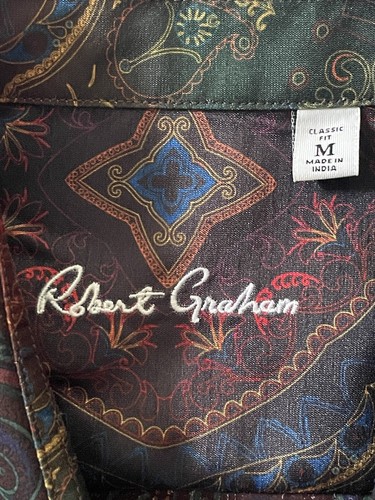 CLASSIC
FIT
M
MADE IN
INDIA
Robert Graham